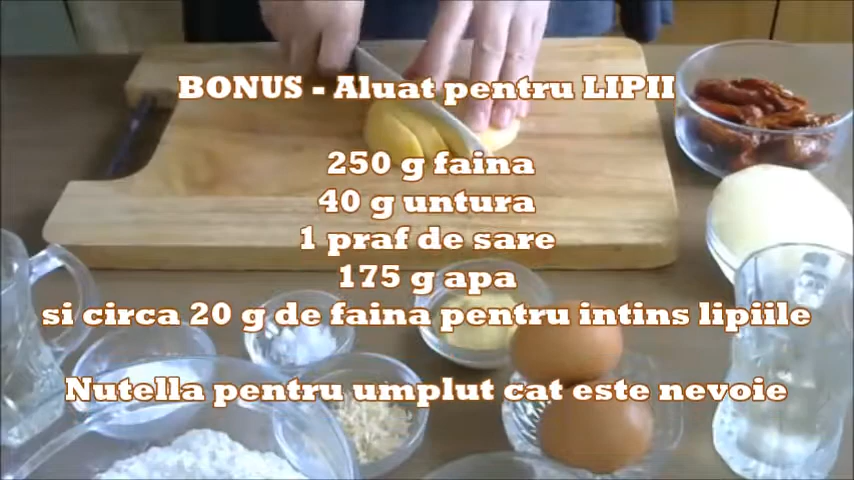 BONUS - Aluat pentru LIPII
250 g faina
40 g untura
1 praf de sare
175 g apa
si circa 20 g de faina pentru intins lipiile
Nutella pentru umplut cat este nevoie